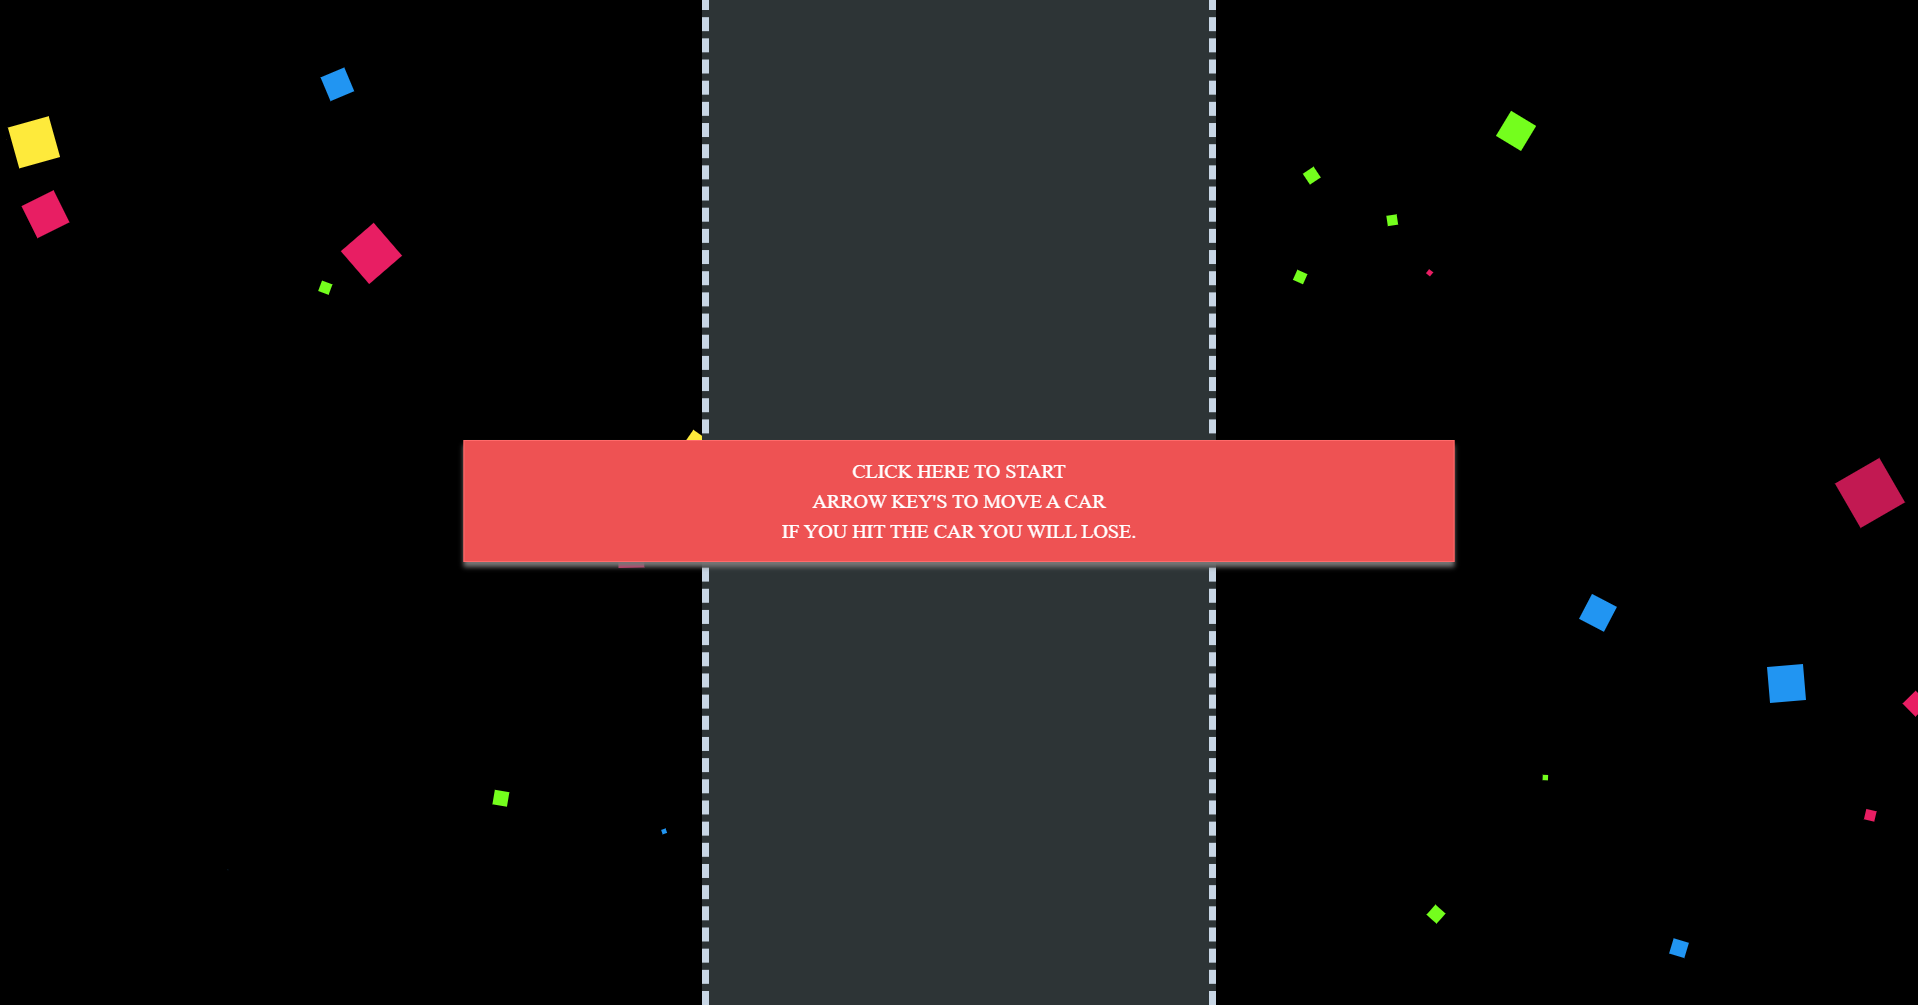 CLICK HERE TO START
ARROW KEY'S TO MOVE A CAR
IF YOU HIT THE CAR YOU WILL LOSE.